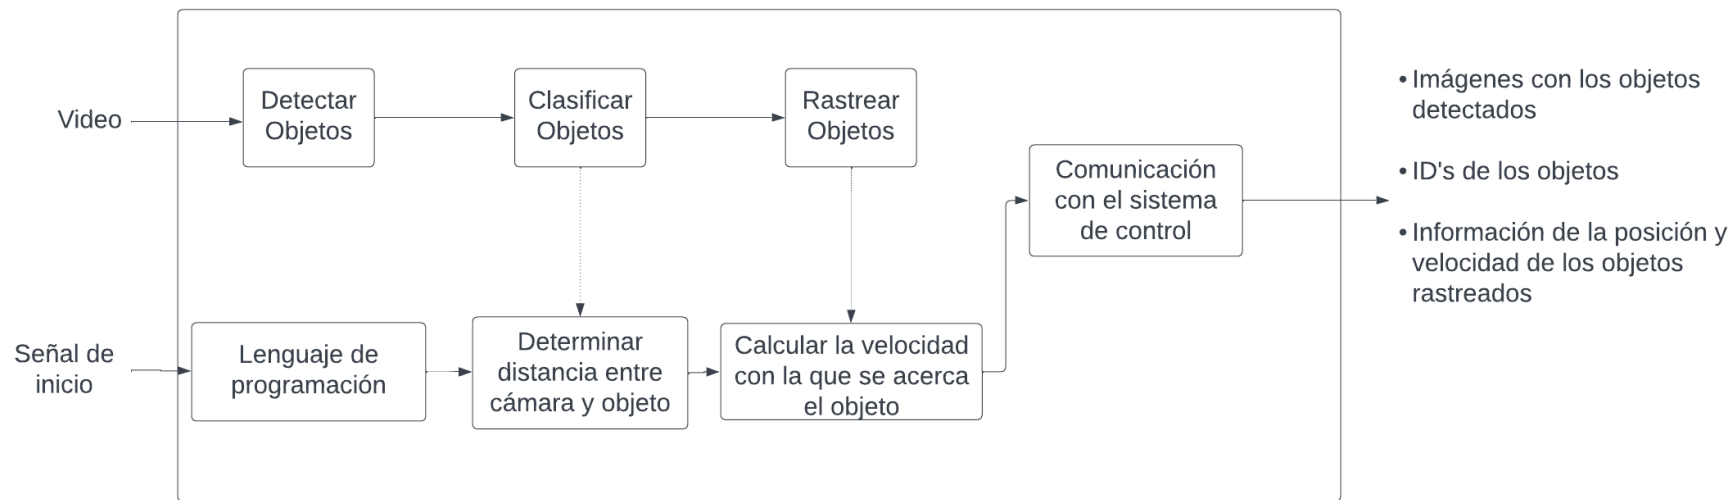 Video
Detectar
Objetos
Clasificar
Objetos
Rastrear
Objetos
Comunicación
con el sistema
de control
• Imágenes con los objetos
detectados
• ID's de los objetos
• Información de la posición y
velocidad de los objetos
rastreados
Señal de
inicio
Lenguaje de
programación
Determinar
distancia entre
cámara y objeto
Calcular la velocidad
con la que se acerca
el objeto